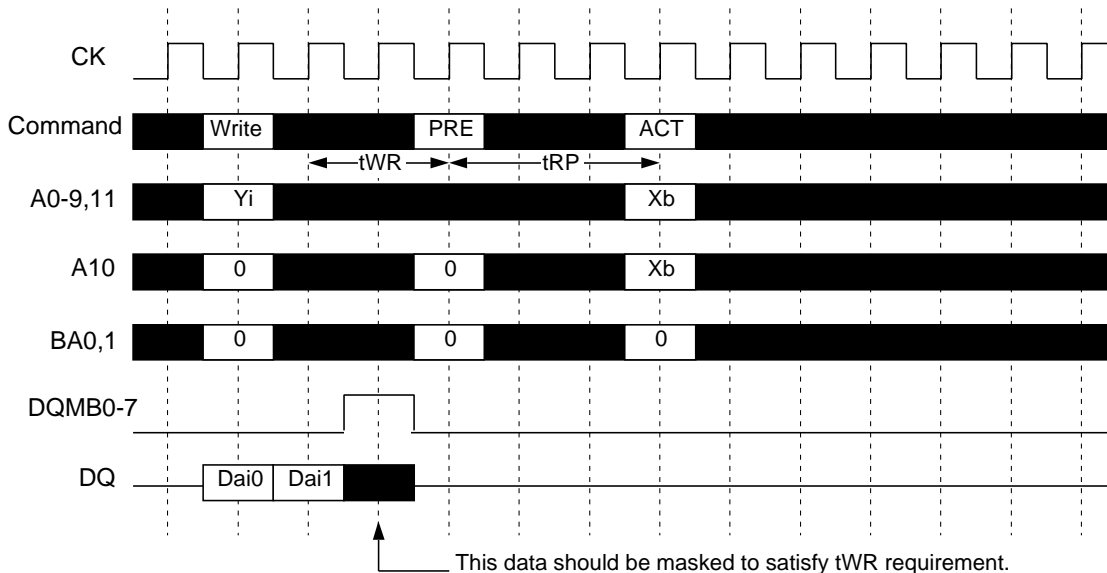 CK
Command Write PRE ACT
tWR tRP
A0-9,11 Yi Xb
A10 0 0 Xb
BA0,1 0 0 0
DQMB0-7
DQ Dai0 Dai1
This data should be masked to satisfy tWR requirement.